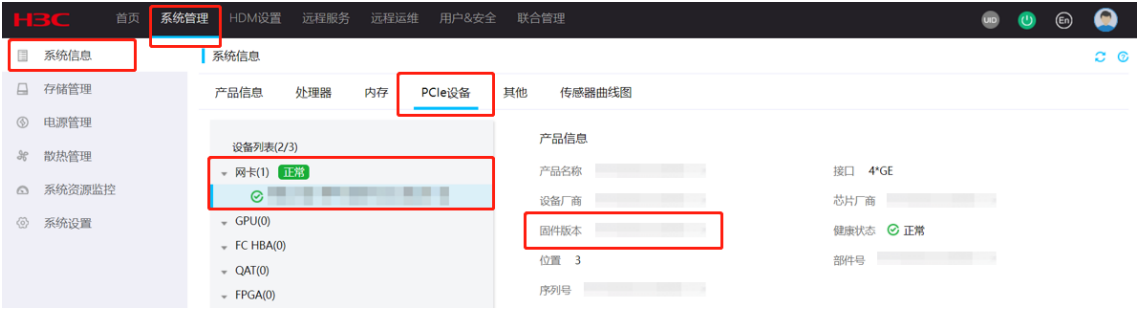 H3C 首页 系统管理 HDM设置 远程服务 远程运维 用户&安全 联合管理 UID En
系统信息
存储管理
电源管理
散热管理
系统资源监控
系统设置
系统信息
产品信息 处理器 内存 PCIe设备 其他 传感器曲线图
设备列表(2/3)
网卡(1) 正常
GPU(0)
FC HBA(0)
QAT(0)
FPGA(0)
产品信息
产品名称 接口 4*GE
设备厂商 芯片厂商
固件版本 健康状态 正常
位置 3 部件号
序列号